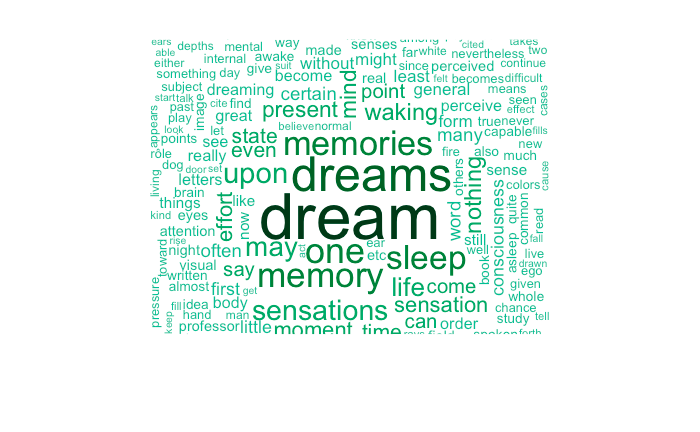 ears depths mental way made senses among far white cited takes
able either internal awake without might nevertheless two
something day give suit become mind real least since perceived felt becomes continue difficult
subject dreaming certain point general means
start talk past image cite find present waking perceive seen effect cases
appears play great believe normal form true never
look points let state memories many capable fills
rôle see even fire also new
dog really door set upon dreams nothing others sense much
living letters brain colors cause
things effort like dream word consciousness quite common
kind eyes now read
attention still fall
toward rise night often may one ear sleep well asleep live
visual act etc book drawn
written say memory life come ego
pressure almost first get given
fill idea body sensations sensation whole
keep hand man can order chance
professor little moment time study tell
rays field spoken forth